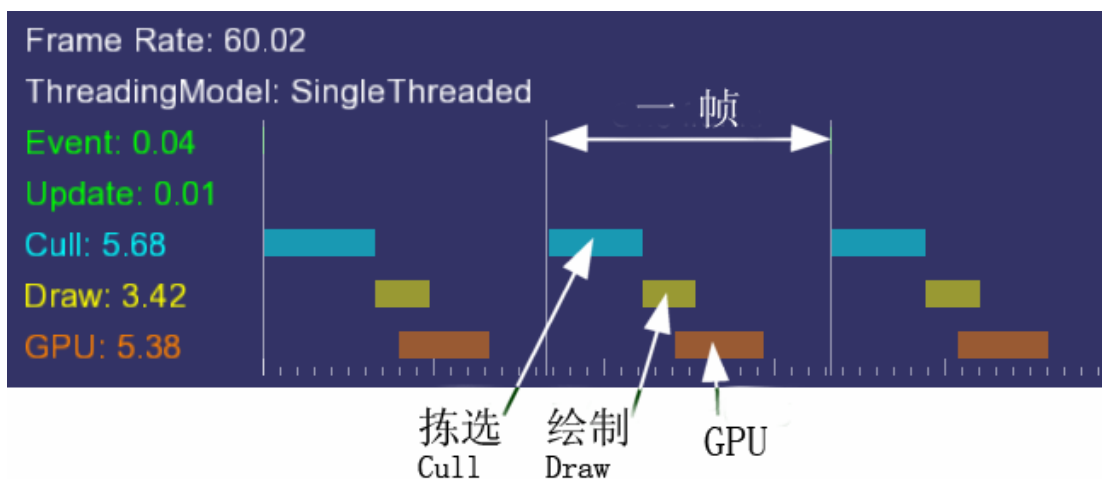 Frame Rate: 60.02
ThreadingModel: SingleThreaded
一 帧
Event: 0.04
Update: 0.01
Cull: 5.68
Draw: 3.42
GPU: 5.38
拣选 绘制 GPU
Cull Draw